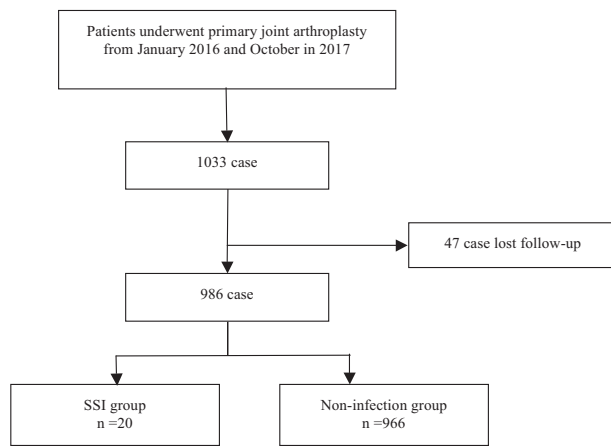 Patients underwent primary joint arthroplasty
from January 2016 and October in 2017
1033 case
47 case lost follow-up
986 case
SSI group
n =20
Non-infection group
n =966